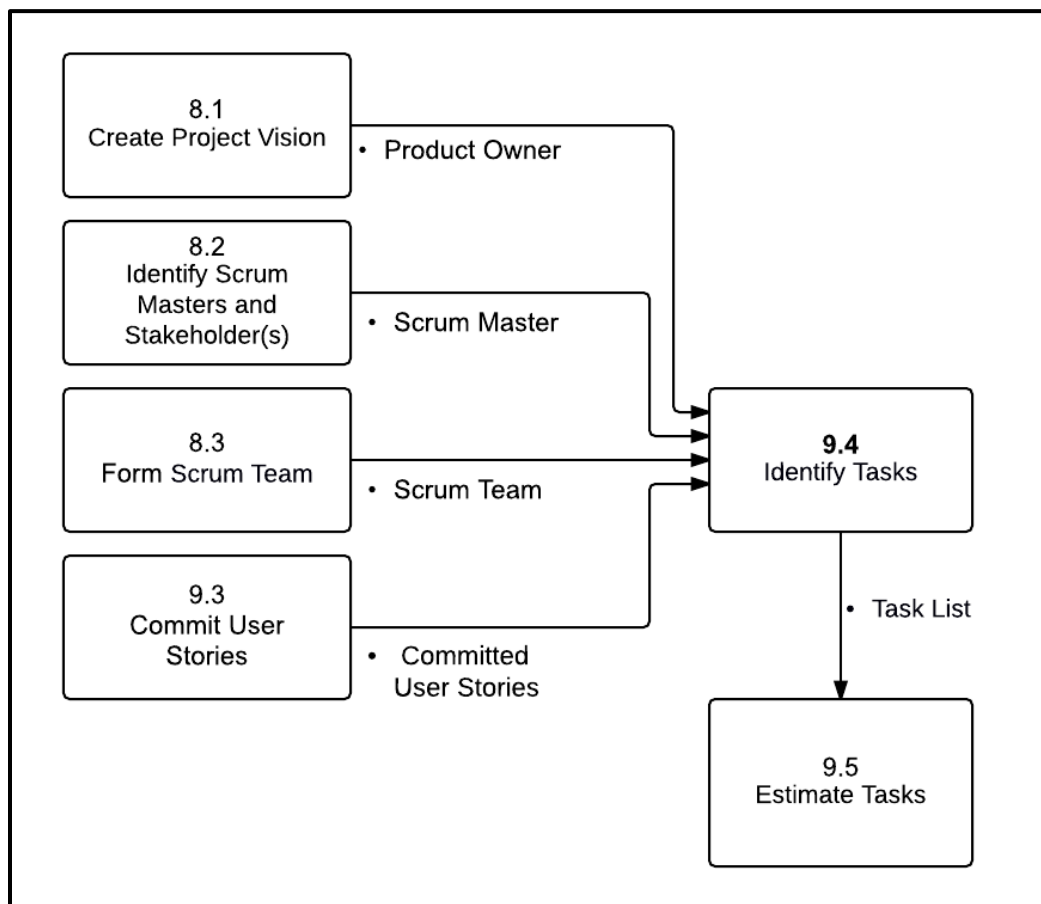 8.1
Create Project Vision
• Product Owner
8.2
Identify Scrum
Masters and
Stakeholder(s)
• Scrum Master
8.3
Form Scrum Team
• Scrum Team
9.3
Commit User
Stories
• Committed
User Stories
9.4
Identify Tasks
• Task List
9.5
Estimate Tasks